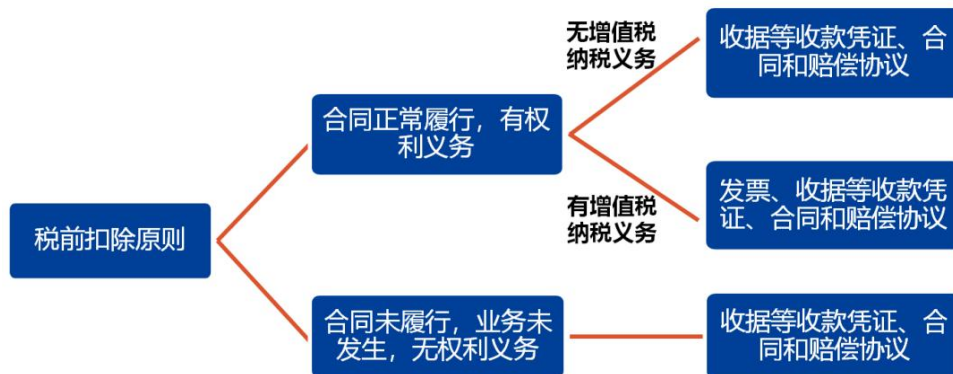 无增值税
纳税义务
收据等收款凭证、合
同和赔偿协议
合同正常履行，有权
利义务
发票、收据等收款凭
证、合同和赔偿协议
有增值税
纳税义务
税前扣除原则
合同未履行，业务未
发生，无权利义务
收据等收款凭证、合
同和赔偿协议